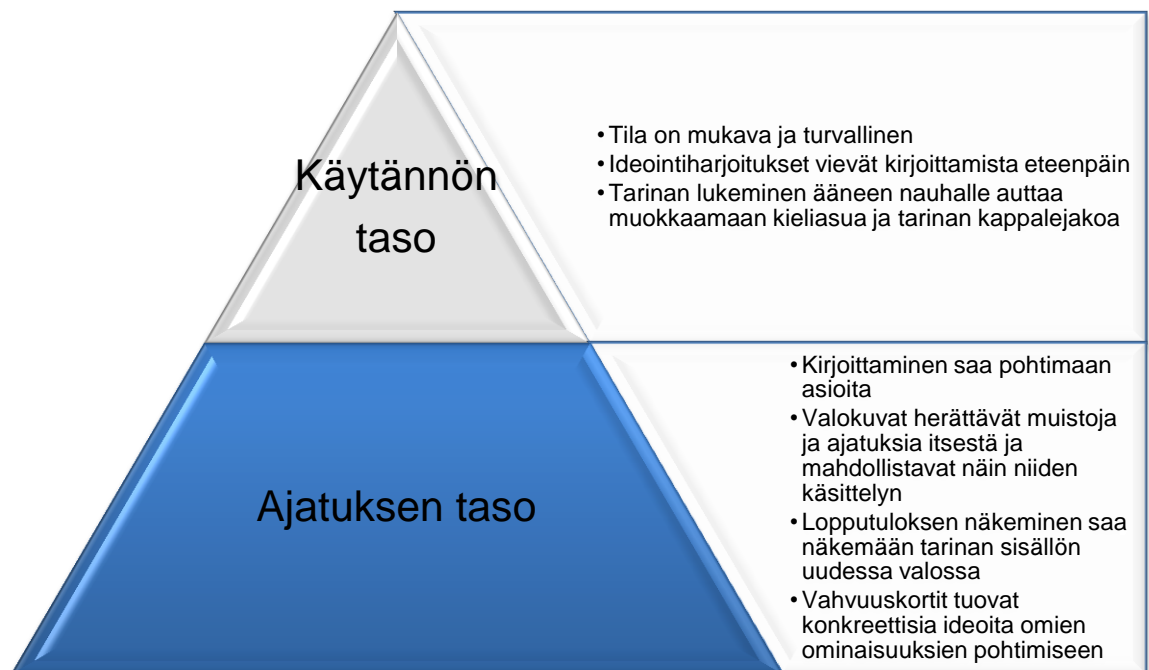 Käytännön
taso
• Tila on mukava ja turvallinen
• Ideointiharjoitukset vievät kirjoittamista eteenpäin
• Tarinan lukeminen ääneen nauhalle auttaa
muokkaamaan kieliasua ja tarinan kappalejakoa
Ajatuksen taso
• Kirjoittaminen saa pohtimaan
asioita
• Valokuvat herättävät muistoja
ja ajatuksia itsestä ja
mahdollistavat näin niiden
käsittelyn
• Lopputuloksen näkeminen saa
näkemään tarinan sisällön
uudessa valossa
• Vahvuuskortit tuovat
konkreettisia ideoita omien
ominaisuuksien pohtimiseen